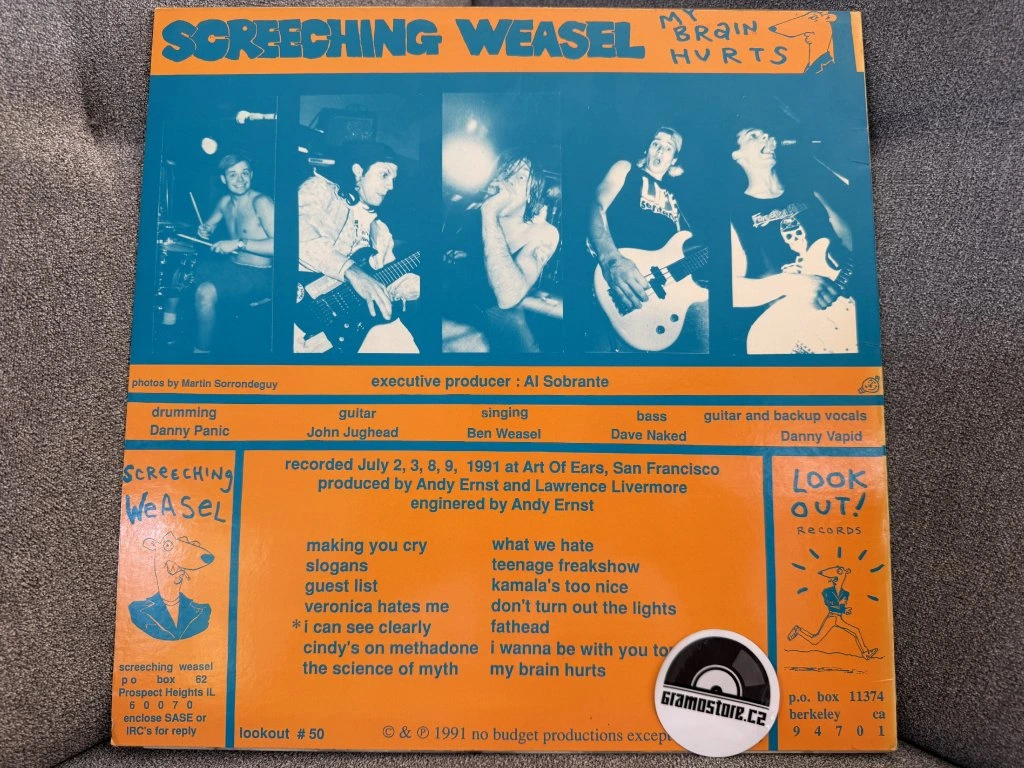 SCREECHING WEASEL
MY BRAIN HURTS
photos by Martin Sorrondeguy
executive producer : Al Sobrante
drumming
Danny Panic
guitar
John Jughead
singing
Ben Weasel
bass
Dave Naked
guitar and backup vocals
Danny Vapid
SCREECHING
WEASEL
screeching weasel
p o box 62
Prospect Heights IL
6 0 0 7 0
enclose SASE or
IRC's for reply
recorded July 2, 3, 8, 9, 1991 at Art Of Ears, San Francisco
produced by Andy Ernst and Lawrence Livermore
enginered by Andy Ernst
making you cry
slogans
guest list
veronica hates me
*i can see clearly
cindy's on methadone
the science of myth
what we hate
teenage freakshow
kamala's too nice
don't turn out the lights
fathead
i wanna be with you
my brain hurts
lookout # 50
© & ℗ 1991 no budget productions
LOOK
OUT!
RECORDS
p.o. box 11374
berkeley ca
9 4 7 0 1
gramostore.cz